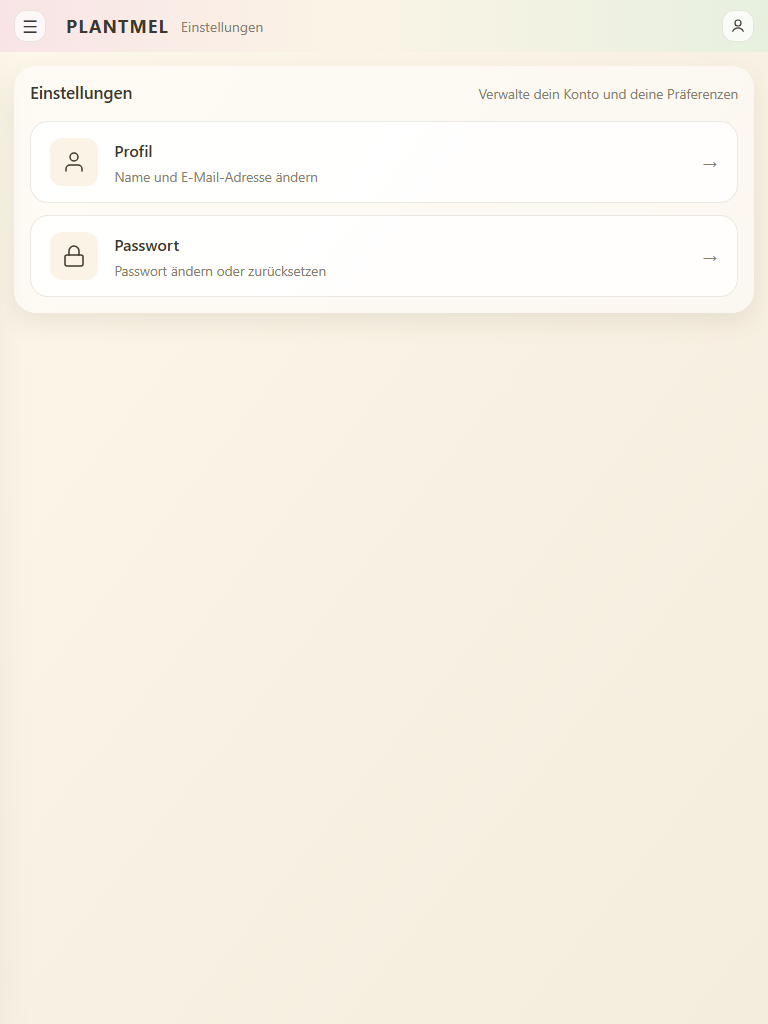 PLANTMEL Einstellungen
Einstellungen
Verwalte dein Konto und deine Präferenzen
Profil
Name und E-Mail-Adresse ändern
→
Passwort
Passwort ändern oder zurücksetzen
→